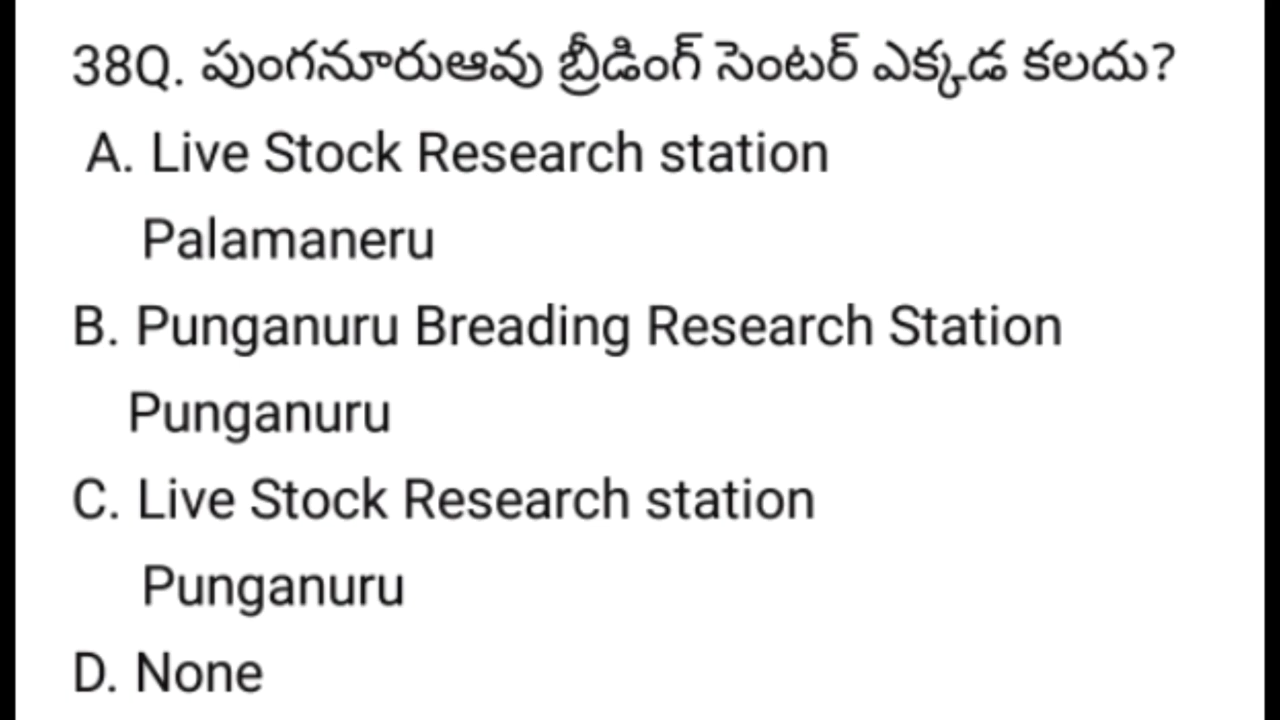 38Q. పుంగనూరుఆవు బ్రీడింగ్ సెంటర్ ఎక్కడ కలదు?
A. Live Stock Research station
Palamaneru
B. Punganuru Breading Research Station
Punganuru
C. Live Stock Research station
Punganuru
D. None